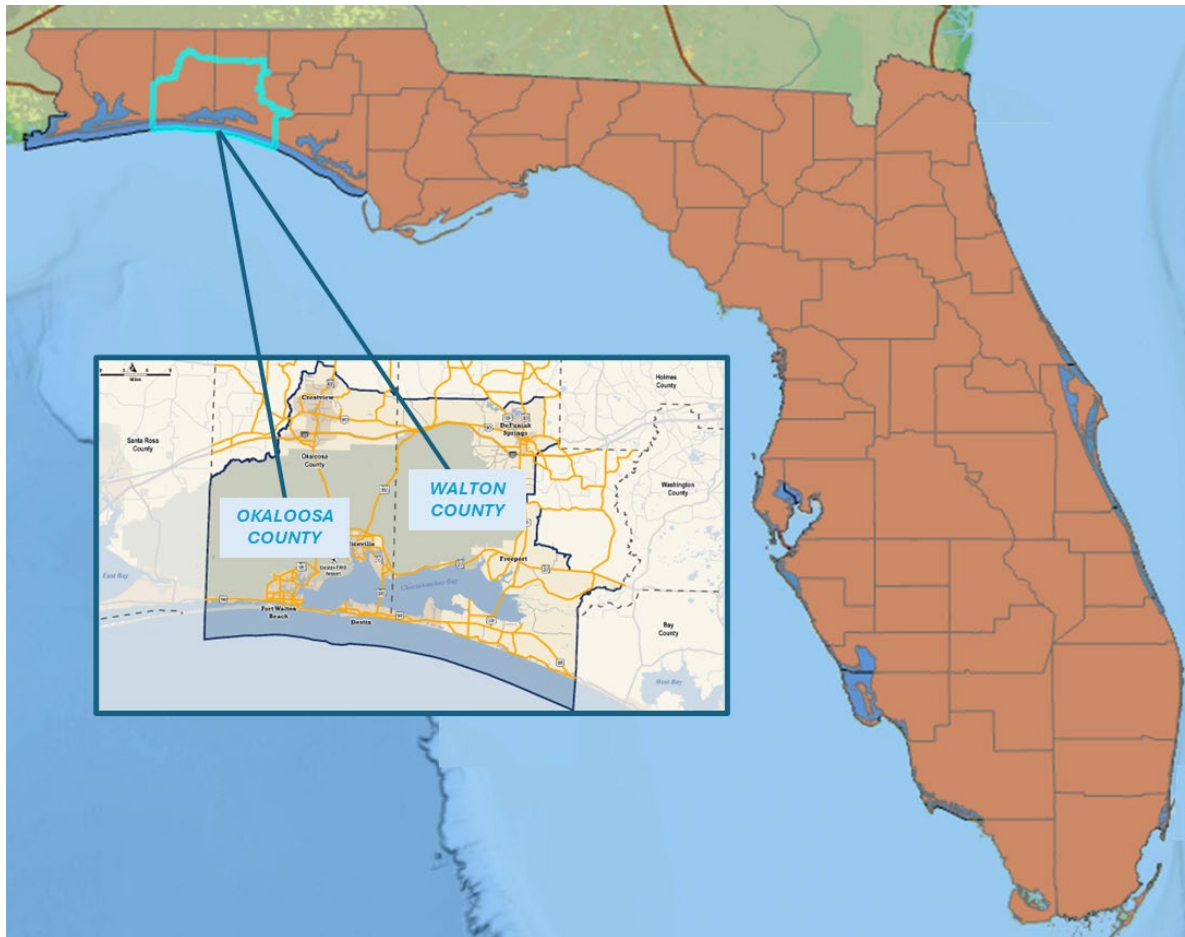 Miles
Crestview
Holmes
County
DeFuniak
Springs
Santa Rosa
County
Okaloosa
County
WALTON
COUNTY
Washington
County
OKALOOSA
COUNTY
Freeport
East Bay
Choctawhatchee Bay
Fort Walton
Beach
Destin
Bay
County
West Bay